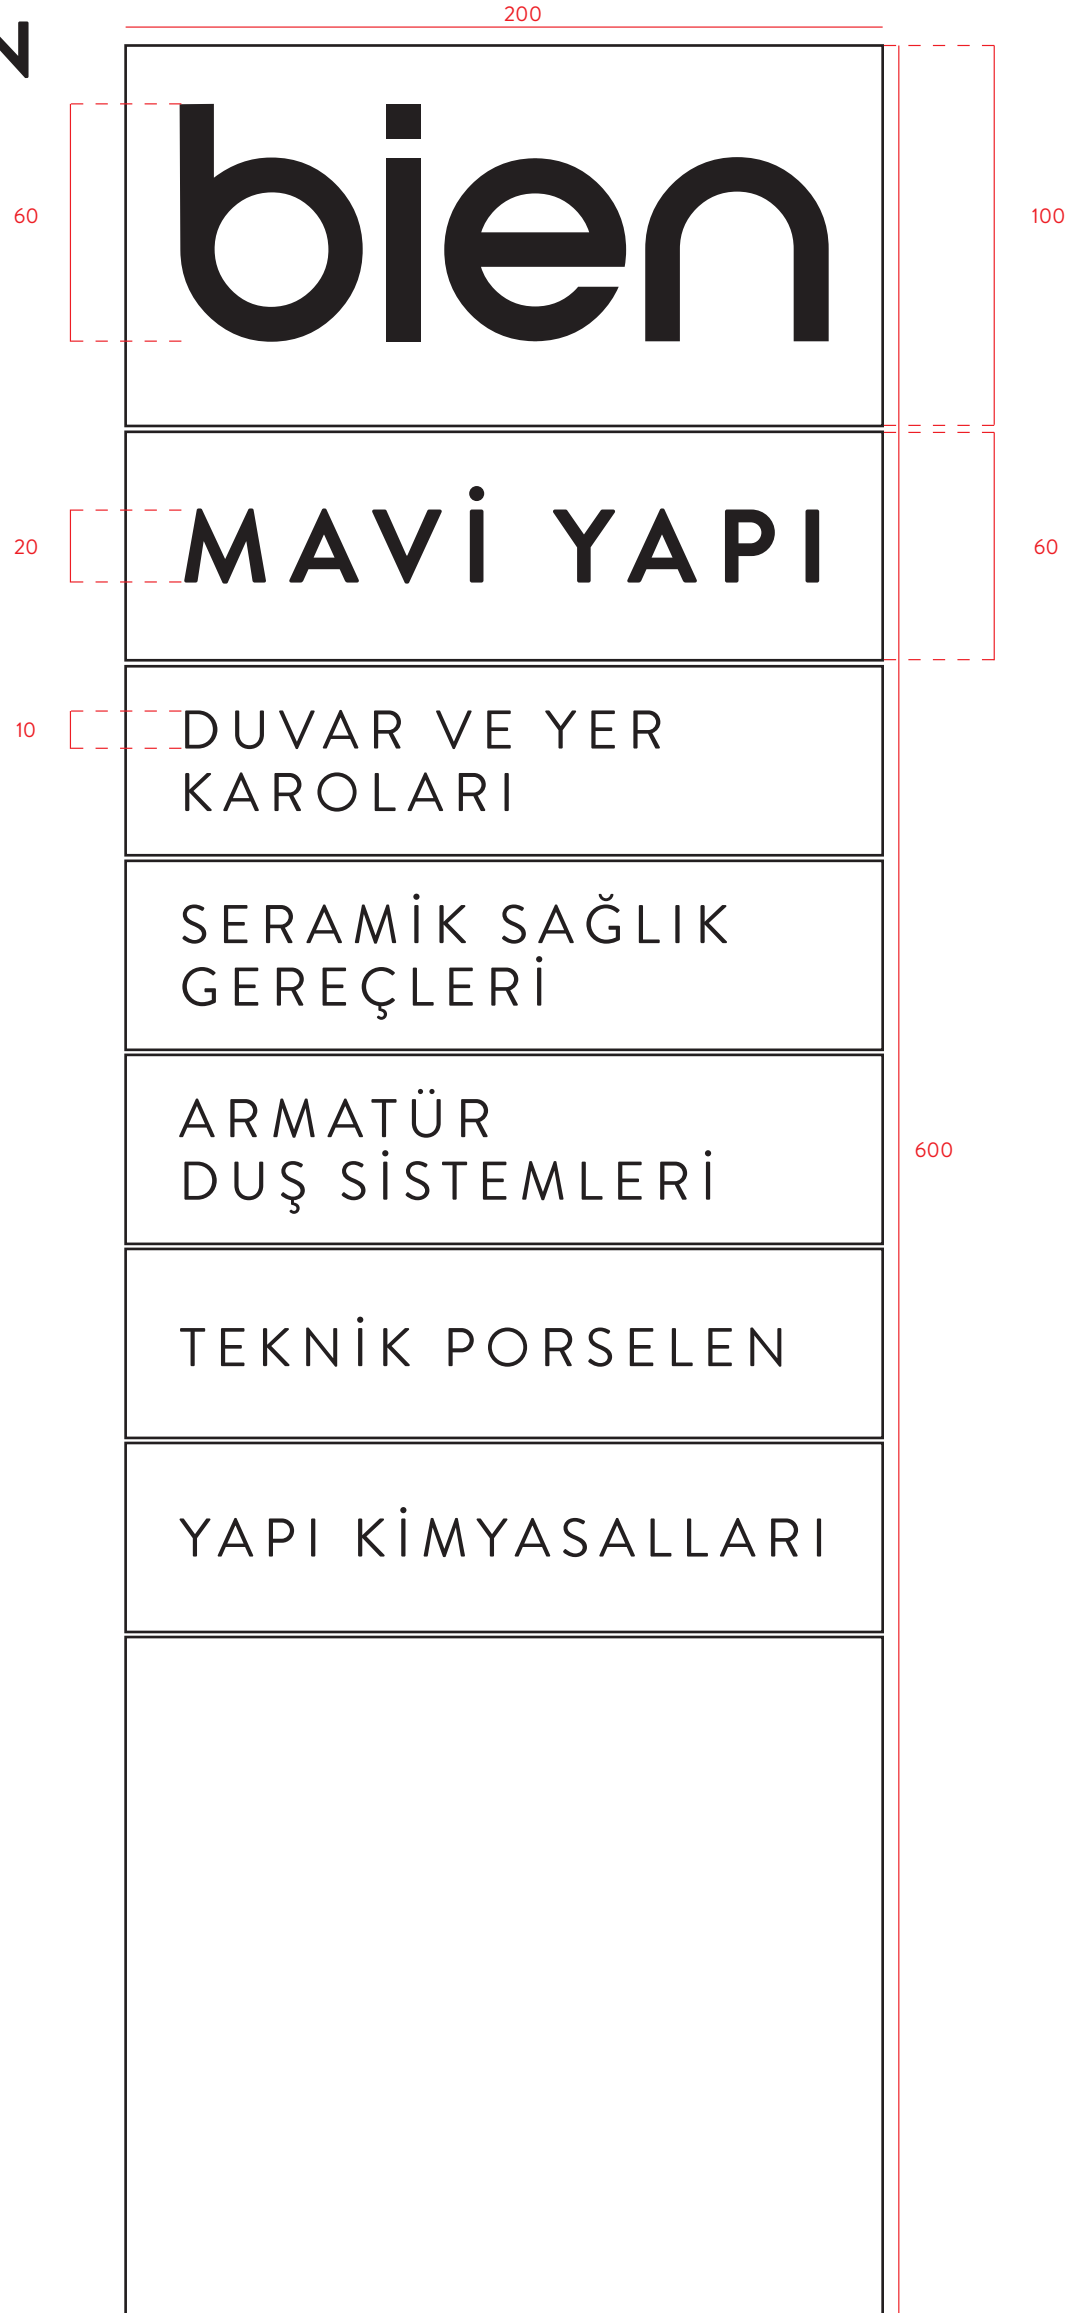 N
200
bien
60
100
MAVİ YAPI
20
60
DUVAR VE YER
KAROLARI
10
SERAMİK SAĞLIK
GEREÇLERİ
ARMATÜR
DUŞ SİSTEMLERİ
600
TEKNİK PORSELEN
YAPI KİMYASALLARI